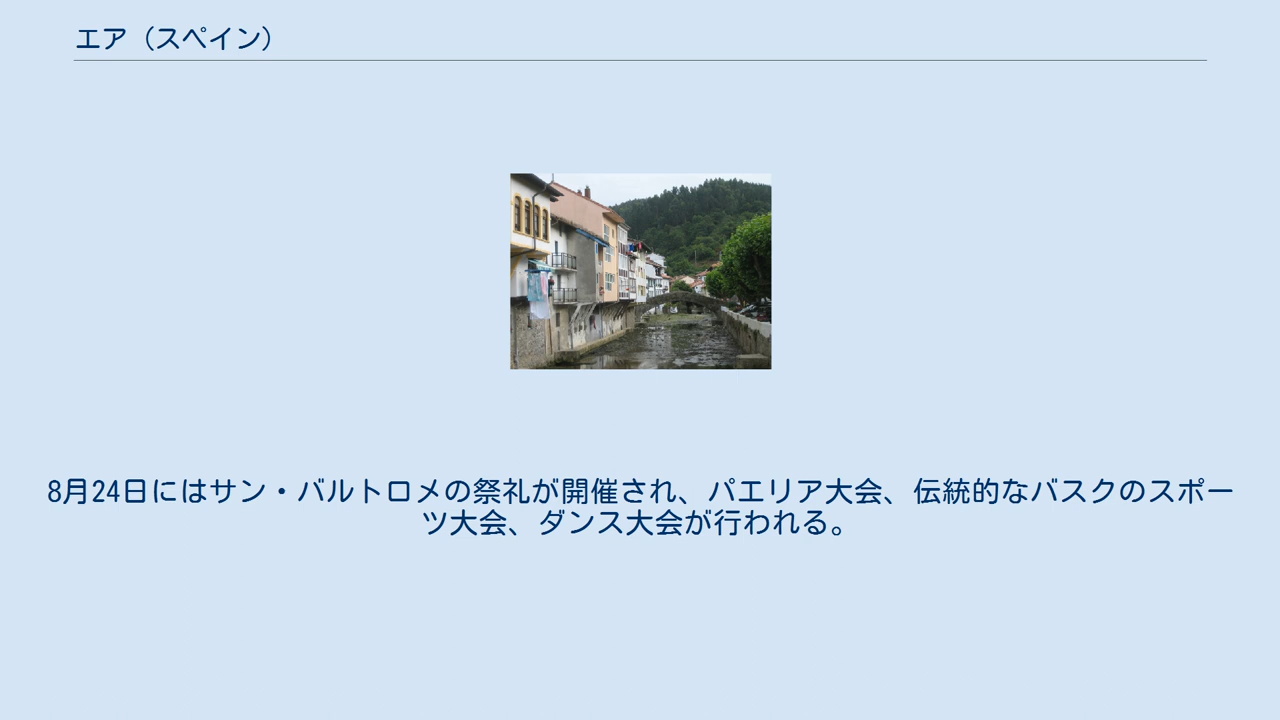 エア（スペイン）
8月24日にはサン・バルトロメの祭礼が開催され、パエリア大会、伝統的なバスクのスポー
ツ大会、ダンス大会が行われる。